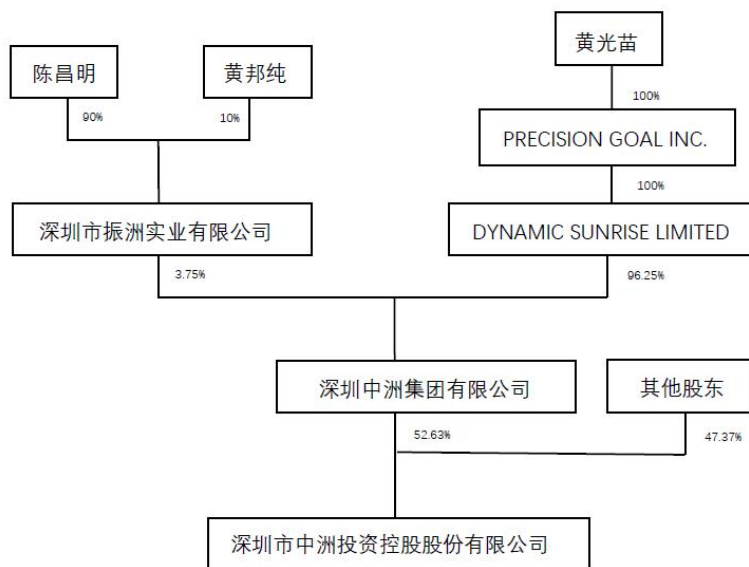 黄光苗
陈昌明
黄邦纯
100%
90%
10%
PRECISION GOAL INC.
100%
深圳市振洲实业有限公司
DYNAMIC SUNRISE LIMITED
3.75%
96.25%
深圳中洲集团有限公司
其他股东
52.63%
47.37%
深圳市中洲投资控股股份有限公司